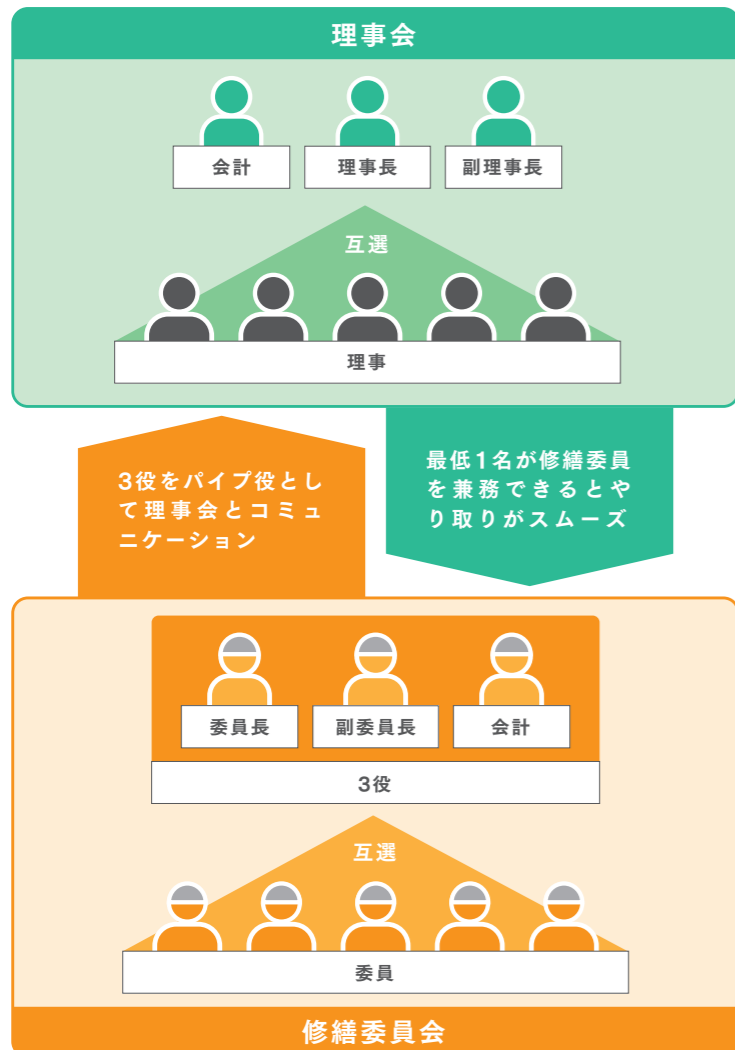 理事会
会計
理事長
副理事長
互選
理事
3役をパイプ役とし
て理事会とコミュ
ニケーション
最低1名が修繕委員
を兼務できるとや
り取りがスムーズ
委員長
副委員長
会計
3役
互選
委員
修繕委員会